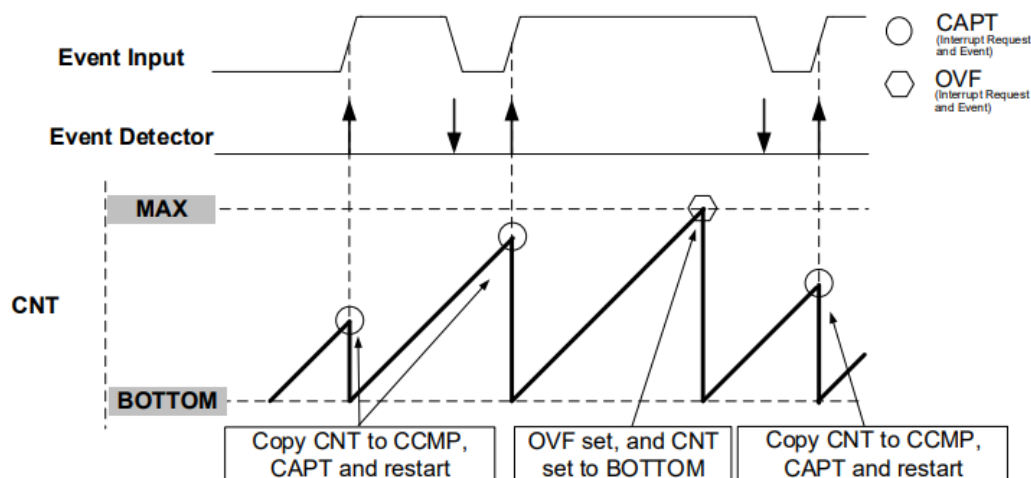 CAPT
(Interrupt Request
and Event)
Event Input
OVF
(Interrupt Request
and Event)
Event Detector
MAX
CNT
BOTTOM
Copy CNT to CCMP,
CAPT and restart
OVF set, and CNT
set to BOTTOM
Copy CNT to CCMP,
CAPT and restart